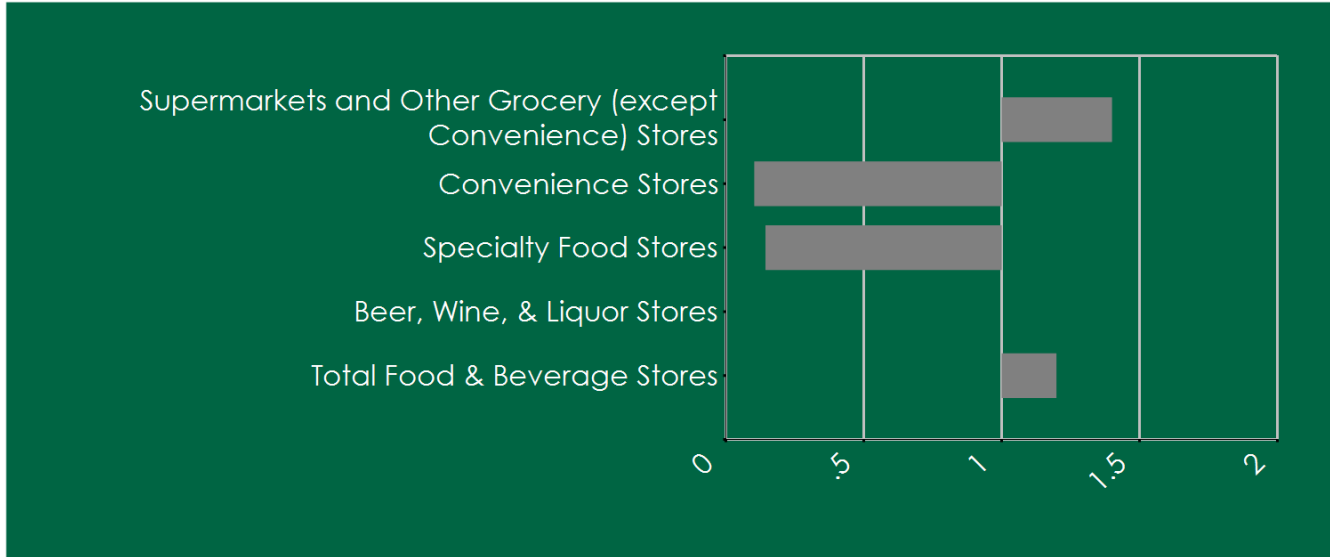 Supermarkets and Other Grocery (except
Convenience) Stores
Convenience Stores
Specialty Food Stores
Beer, Wine, & Liquor Stores
Total Food & Beverage Stores
0
.5
1
1.5
2